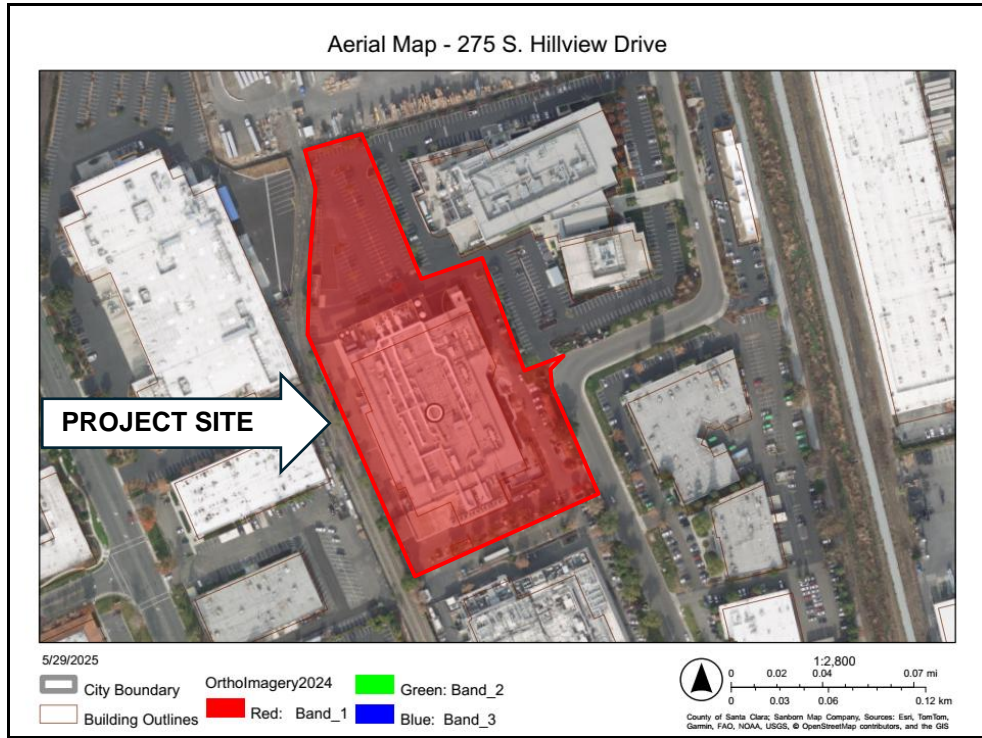 Aerial Map - 275 S. Hillview Drive
PROJECT SITE
5/29/2025
City Boundary
Building Outlines
OrthoImagery2024
Red: Band_1
Green: Band_2
Blue: Band_3
1:2,800
0 0.02 0.04 0.07 mi
0 0.03 0.06 0.12 km
County of Santa Clara; Sanborn Map Company, Sources: Esri, TomTom,
Garmin, FAO, NOAA, USGS, © OpenStreetMap contributors, and the GIS